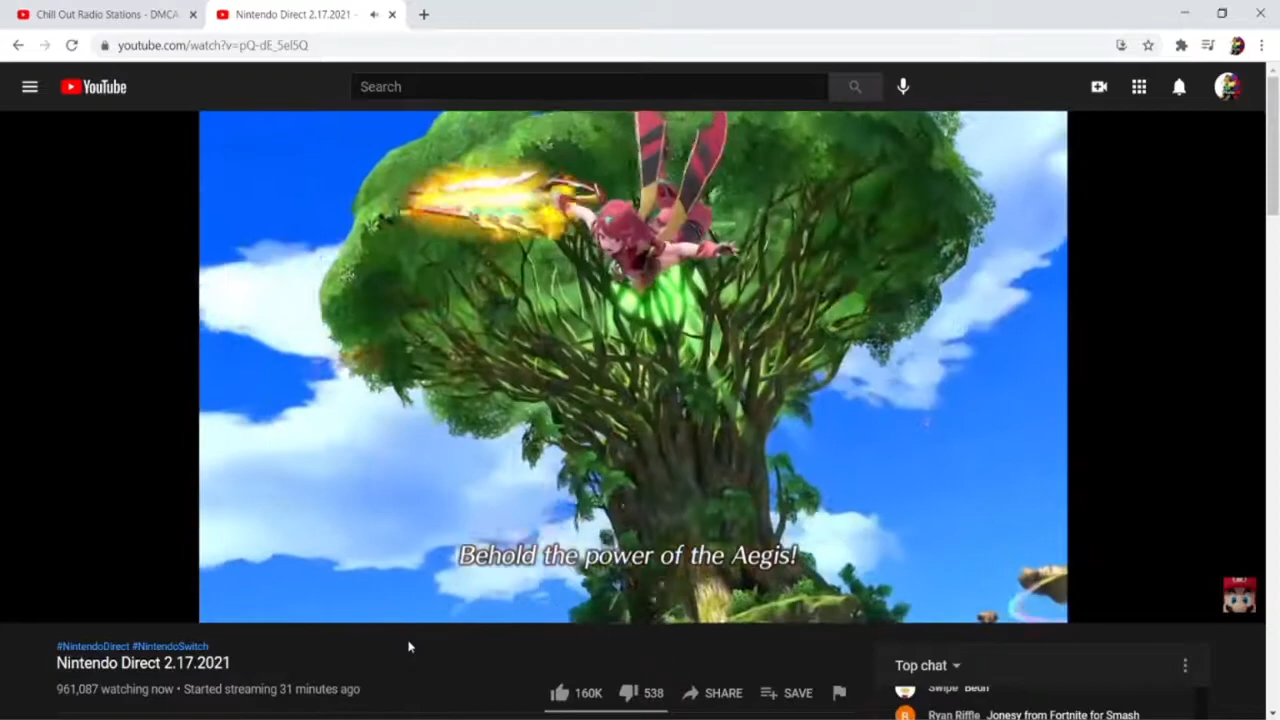 Chill Out Radio Stations - DMCA
Nintendo Direct 2.17.2021 -
youtube.com/watch?v=pQ-dE_5el5Q
YouTube
Search
Behold the power of the Aegis!
#NintendoDirect #NintendoSwitch
Nintendo Direct 2.17.2021
961,087 watching now • Started streaming 31 minutes ago
160K
538
SHARE
SAVE
Top chat
Swipe
Ryan Riffle Jonesy from Fortnite for Smash